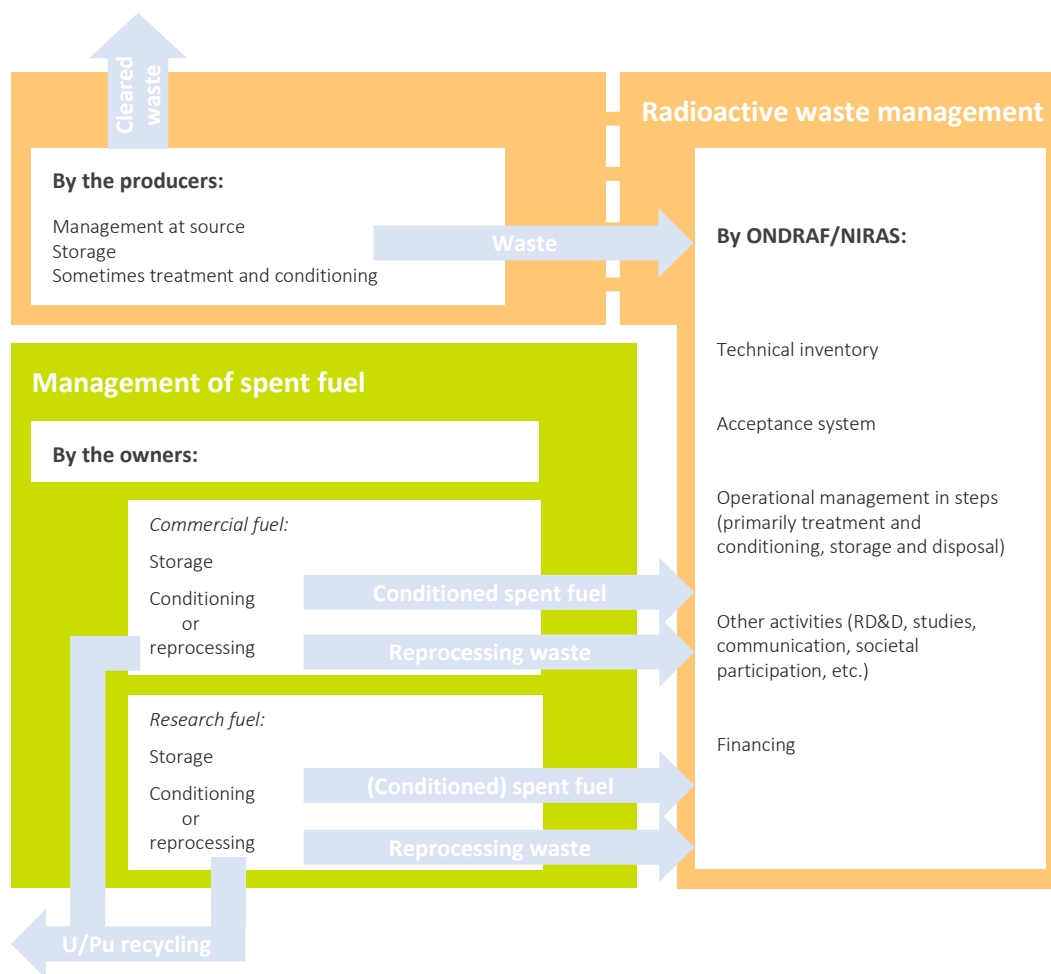 Cleared
waste
Radioactive waste management
By the producers:
Management at source
Storage
Sometimes treatment and conditioning
Waste
By ONDRAF/NIRAS:
Technical inventory
Acceptance system
Operational management in steps
(primarily treatment and
conditioning, storage and disposal)
Other activities (RD&D, studies,
communication, societal
participation, etc.)
Financing
Management of spent fuel
By the owners:
Commercial fuel:
Storage
Conditioning
or
reprocessing
Conditioned spent fuel
Reprocessing waste
Research fuel:
Storage
Conditioning
or
reprocessing
(Conditioned) spent fuel
Reprocessing waste
U/Pu recycling